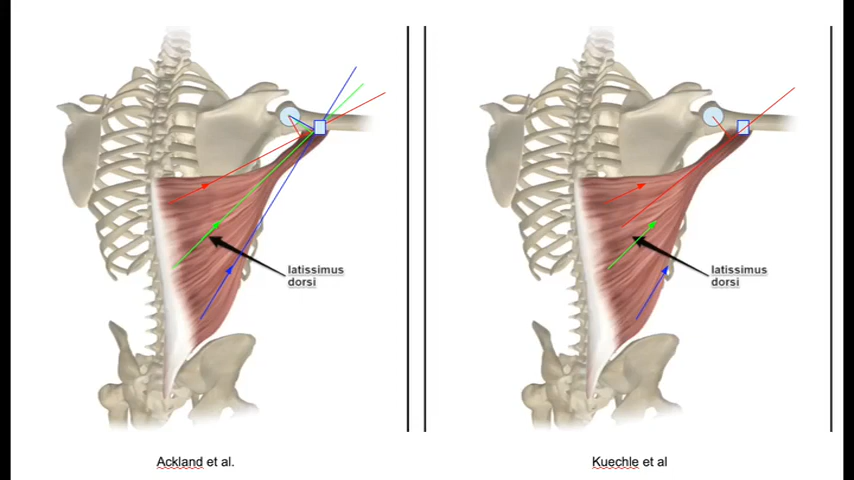 latissimus
dorsi
latissimus
dorsi
Ackland et al.
Kuechle et al